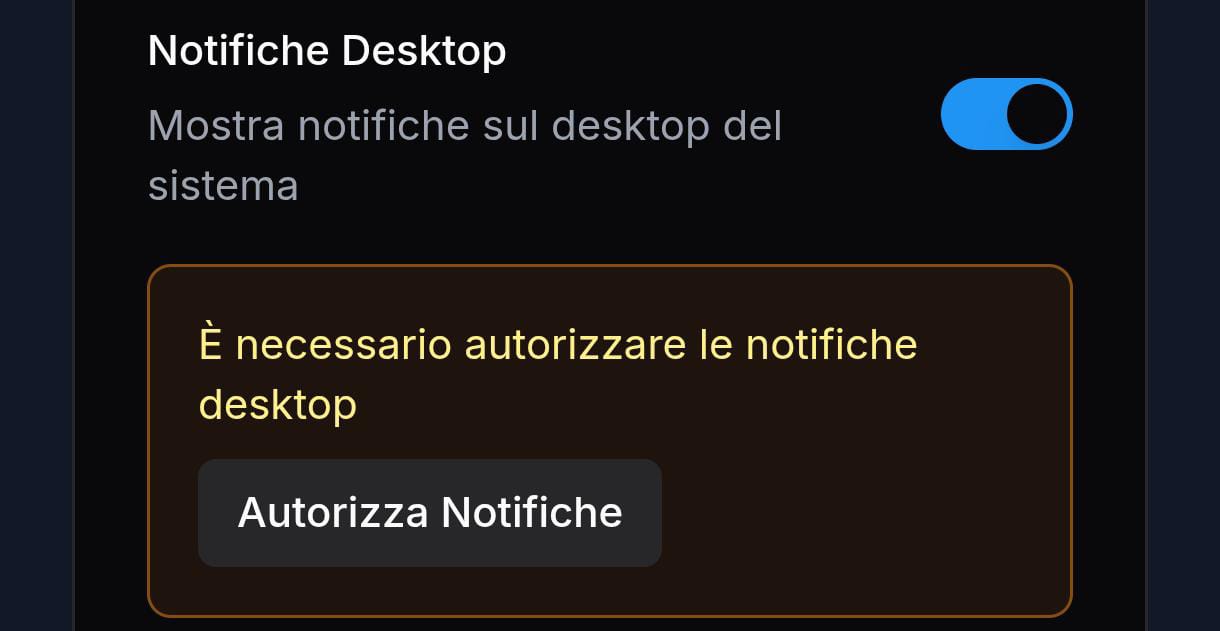 Notifiche Desktop
Mostra notifiche sul desktop del
sistema
È necessario autorizzare le notifiche
desktop
Autorizza Notifiche